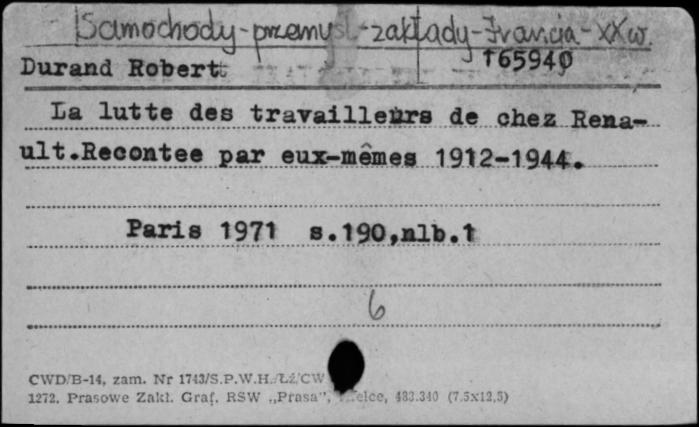 Samochody-przemysł-zakłady-Francja-XXw.
Durand Robert 165940
La lutte des travailleurs de chez Rena-
ult.Recontee par eux-mêmes 1912-1944.
Paris 1971 s.190,nlb.1
6
CWD/B-14, zam. Nr 1743/S.P.W.H./Łż/CW
1272. Prasowe Zakł. Graf. RSW „Prasa", 483.340 (7,5x12,5)